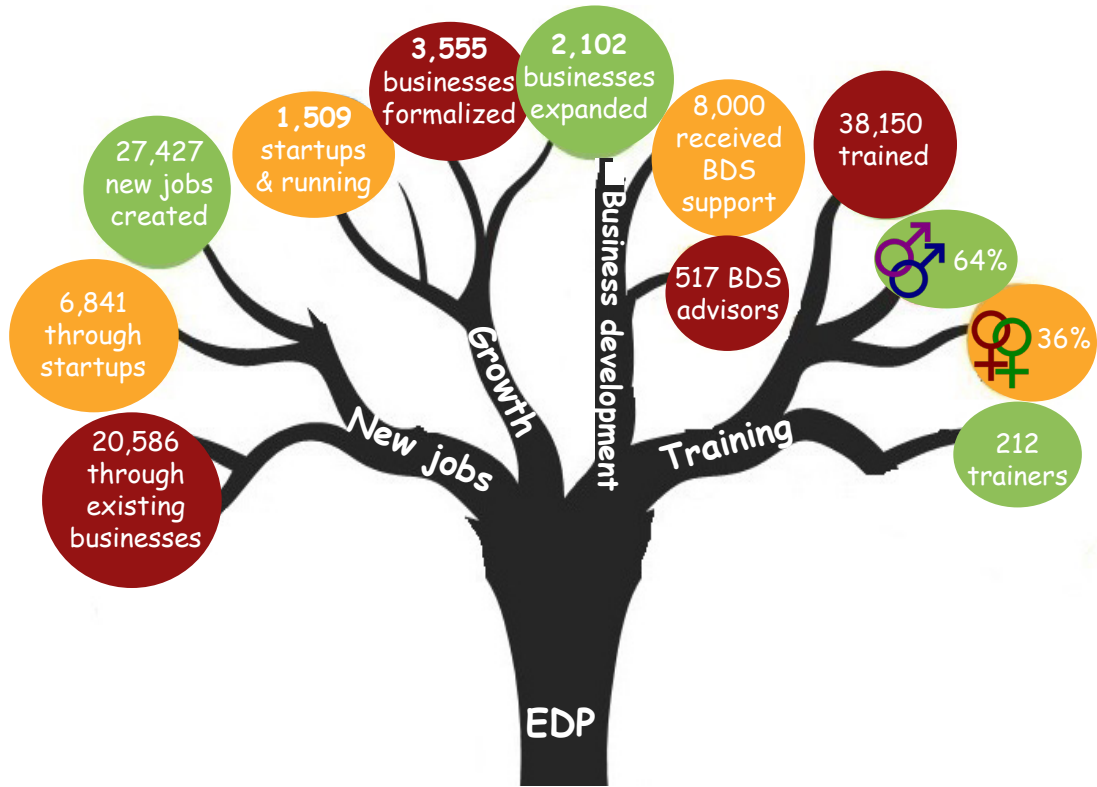 27,427
new jobs
created
6,841
through
startups
20,586
through
existing
businesses
New jobs
1,509
startups
& running
3,555
businesses
formalized
2,102
businesses
expanded
Growth
8,000
received
BDS
support
517 BDS
advisors
Business development
38,150
trained
64%
36%
212
trainers
Training
EDP